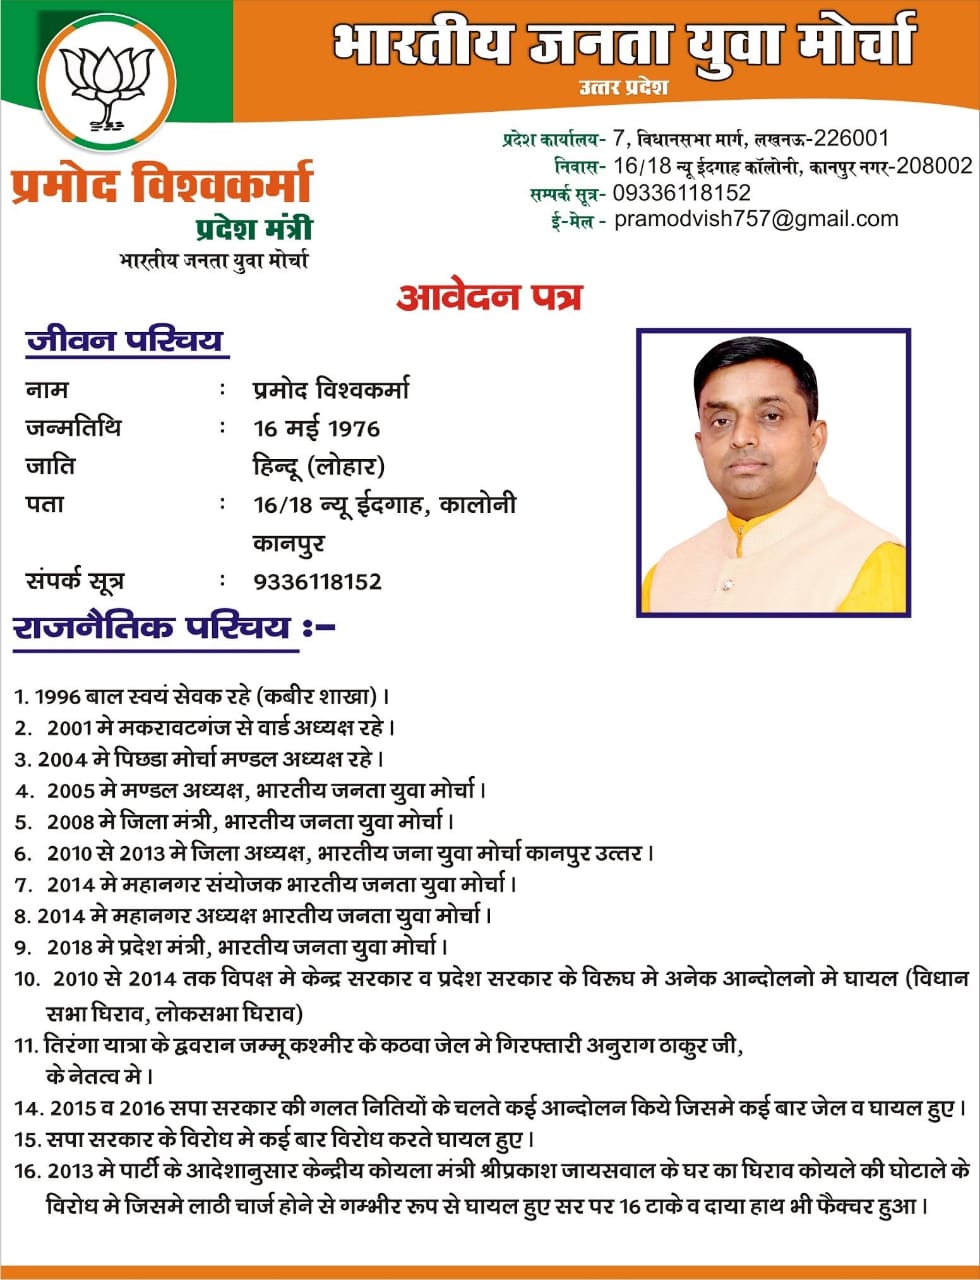 भारतीय जनता युवा मोर्चा
उत्तर प्रदेश
प्रदेश कार्यालय- 7, विधानसभा मार्ग, लखनऊ-226001
निवास- 16/18 न्यू ईदगाह कॉलोनी, कानपुर नगर-208002
सम्पर्क सूत्र- 09336118152
ई-मेल - pramodvish757@gmail.com
प्रमोद विश्वकर्मा
प्रदेश मंत्री
भारतीय जनता युवा मोर्चा
आवेदन पत्र
जीवन परिचय
नाम : प्रमोद विश्वकर्मा
जन्मतिथि : 16 मई 1976
जाति हिन्दू (लोहार)
पता : 16/18 न्यू ईदगाह, कालोनी
कानपुर
संपर्क सूत्र : 9336118152
राजनैतिक परिचय :-
1. 1996 बाल स्वयं सेवक रहे (कबीर शाखा) ।
2. 2001 मे मकरावटगंज से वार्ड अध्यक्ष रहे ।
3. 2004 मे पिछडा मोर्चा मण्डल अध्यक्ष रहे ।
4. 2005 मे मण्डल अध्यक्ष, भारतीय जनता युवा मोर्चा ।
5. 2008 मे जिला मंत्री, भारतीय जनता युवा मोर्चा ।
6. 2010 से 2013 मे जिला अध्यक्ष, भारतीय जना युवा मोर्चा कानपुर उत्तर ।
7. 2014 मे महानगर संयोजक भारतीय जनता युवा मोर्चा ।
8. 2014 मे महानगर अध्यक्ष भारतीय जनता युवा मोर्चा ।
9. 2018 मे प्रदेश मंत्री, भारतीय जनता युवा मोर्चा ।
10. 2010 से 2014 तक विपक्ष मे केन्द्र सरकार व प्रदेश सरकार के विरूघ मे अनेक आन्दोलनो मे घायल (विधान
सभा घिराव, लोकसभा घिराव)
11. तिरंगा यात्रा के द्ववरान जम्मू कश्मीर के कठवा जेल मे गिरफ्तारी अनुराग ठाकुर जी,
के नेतत्व मे ।
14. 2015 व 2016 सपा सरकार की गलत नितियों के चलते कई आन्दोलन किये जिसमे कई बार जेल व घायल हुए ।
15. सपा सरकार के विरोध मे कई बार विरोध करते घायल हुए ।
16. 2013 मे पार्टी के आदेशानुसार केन्द्रीय कोयला मंत्री श्रीप्रकाश जायसवाल के घर का घिराव कोयले की घोटाले के
विरोध मे जिसमे लाठी चार्ज होने से गम्भीर रूप से घायल हुए सर पर 16 टाके व दाया हाथ भी फैक्चर हुआ ।